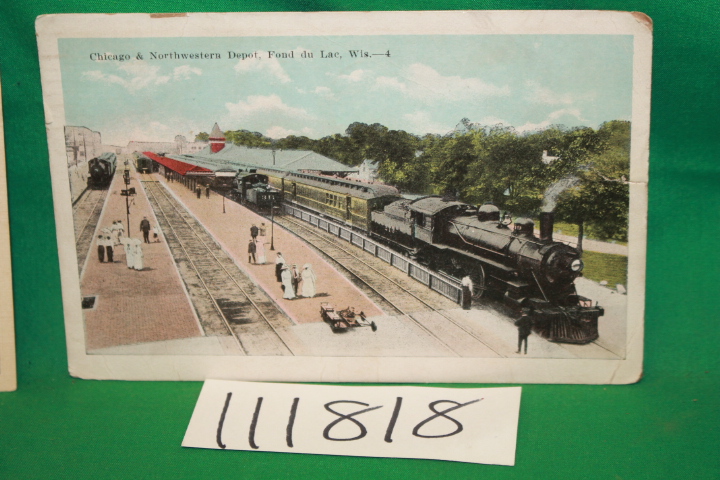 Chicago & Northwestern Depot, Fond du Lac, Wis.—4
111818